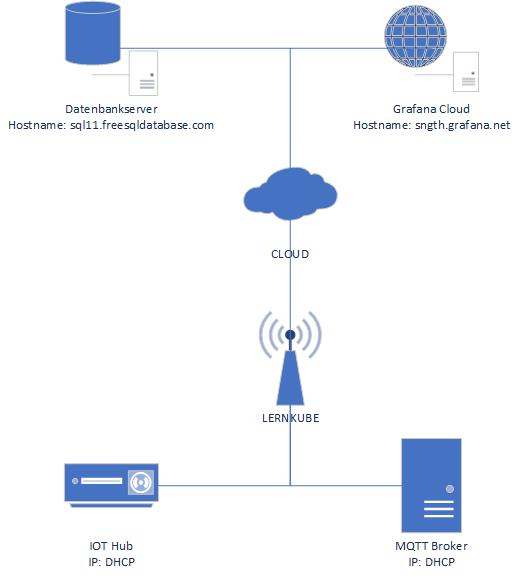 Datenbankserver
Hostname: sql11.freesqldatabase.com
Grafana Cloud
Hostname: sngth.grafana.net
CLOUD
LERNKUBE
IOT Hub
IP: DHCP
MQTT Broker
IP: DHCP